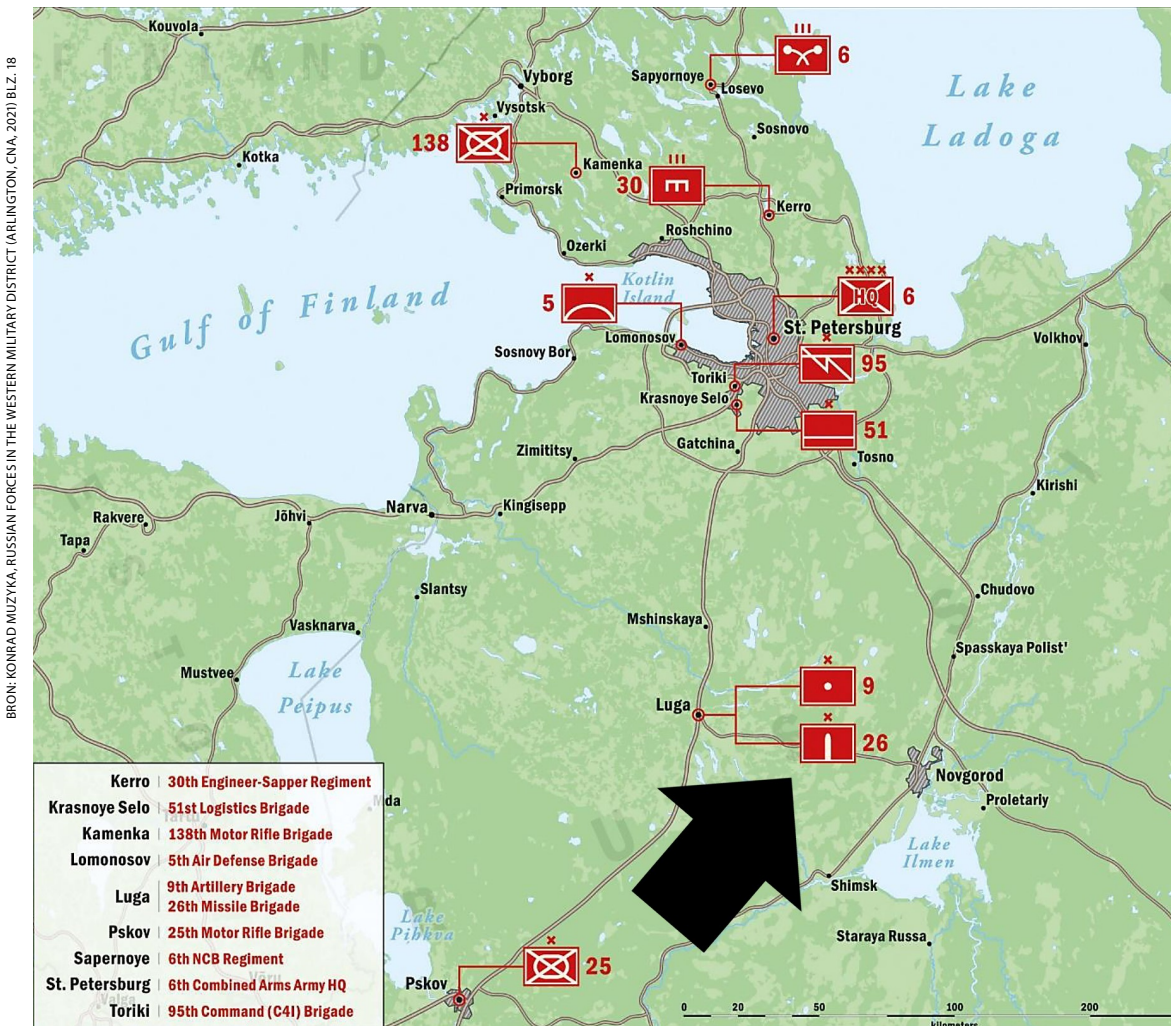 BRON: KONRAD MUZYKA, RUSSIAN FORCES IN THE WESTERN MILITARY DISTRICT (ARLINGTON, CNA, 2021) BLZ. 18
FINLAND
Kouvola
6
Sapyornoye
Losevo
Vyborg
Vysotsk
Lake
Ladoga
Sosnovo
138
Kotka
Kamenka
30
Primorsk
Kerro
Roshchino
Ozerki
Kotlin
Island
HQ
6
5
Gulf of Finland
St. Petersburg
Lomonosov
Volkhov
Sosnovy Bor
95
Toriki
Krasnoye Selo
51
Gatchina
Zimititsy
Tosno
Kirishi
Narva
Kingisepp
Rakvere
Jõhvi
Tapa
Slantsy
Chudovo
Mshinskaya
Vasknarva
Spasskaya Polist'
Mustvee
Lake
Peipus
9
Luga
26
Novgorod
Proletariy
Lake
Ilmen
Shimsk
Staraya Russa
Lake
Pihkva
25
Pskov
Tartu
Võru
Valga
Kerro 30th Engineer-Sapper Regiment
Krasnoye Selo 51st Logistics Brigade
Kamenka 138th Motor Rifle Brigade
Lomonosov 5th Air Defense Brigade
Luga 9th Artillery Brigade
26th Missile Brigade
Pskov 25th Motor Rifle Brigade
Sapernoye 6th NCB Regiment
St. Petersburg 6th Combined Arms Army HQ
Toriki 95th Command (C4I) Brigade
0 20 50 100 200
kilometers